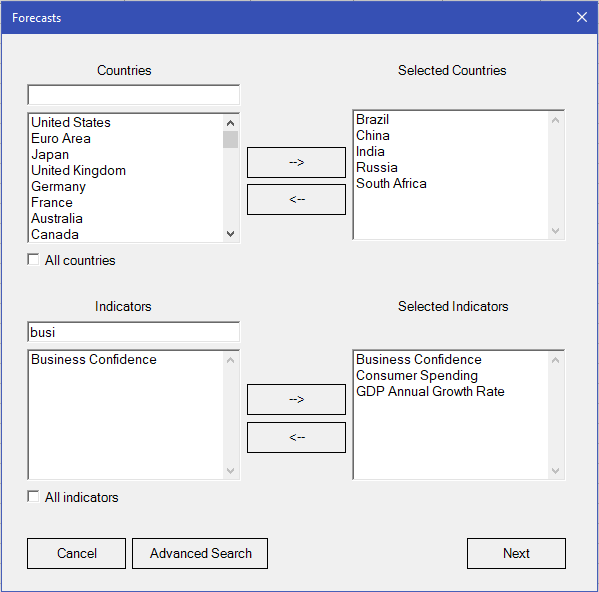 Forecasts
Countries
Selected Countries
United States
Euro Area
Japan
United Kingdom
Germany
France
Australia
Canada
-->
<--
Brazil
China
India
Russia
South Africa
All countries
Indicators
Selected Indicators
busi
Business Confidence
-->
<--
Business Confidence
Consumer Spending
GDP Annual Growth Rate
All indicators
Cancel
Advanced Search
Next